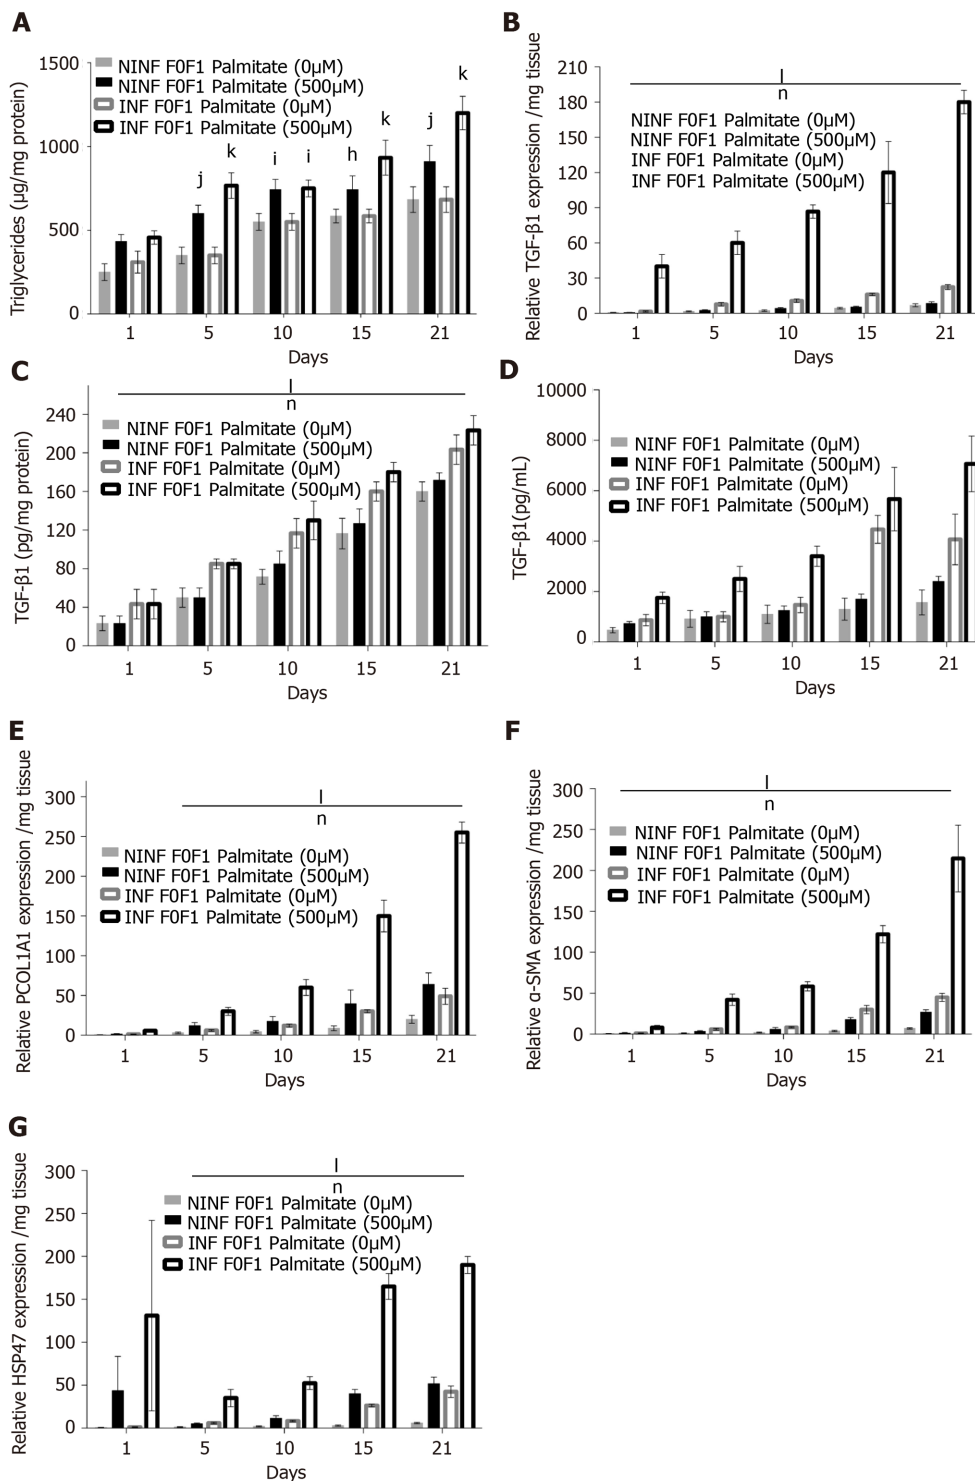 A
Triglycerides (µg/mg protein)
1500
1000
500
0
NINF F0F1 Palmitate (0µM)
NINF F0F1 Palmitate (500µM)
INF F0F1 Palmitate (0µM)
INF F0F1 Palmitate (500µM)
j k i i h k j k
1 5 10 15 21
Days
B
Relative TGF-β1 expression /mg tissue
210
180
150
120
90
60
30
0
l
n
NINF F0F1 Palmitate (0µM)
NINF F0F1 Palmitate (500µM)
INF F0F1 Palmitate (0µM)
INF F0F1 Palmitate (500µM)
1 5 10 15 21
Days
C
TGF-β1 (pg/mg protein)
240
200
160
120
80
40
0
l
n
NINF F0F1 Palmitate (0µM)
NINF F0F1 Palmitate (500µM)
INF F0F1 Palmitate (0µM)
INF F0F1 Palmitate (500µM)
1 5 10 15 21
Days
D
TGF-β1(pg/mL)
10000
8000
6000
4000
2000
0
NINF F0F1 Palmitate (0µM)
NINF F0F1 Palmitate (500µM)
INF F0F1 Palmitate (0µM)
INF F0F1 Palmitate (500µM)
1 5 10 15 21
Days
E
Relative PCOL1A1 expression /mg tissue
300
250
200
150
100
50
0
l
n
NINF F0F1 Palmitate (0µM)
NINF F0F1 Palmitate (500µM)
INF F0F1 Palmitate (0µM)
INF F0F1 Palmitate (500µM)
1 5 10 15 21
Days
F
Relative α-SMA expression /mg tissue
300
250
200
150
100
50
0
l
n
NINF F0F1 Palmitate (0µM)
NINF F0F1 Palmitate (500µM)
INF F0F1 Palmitate (0µM)
INF F0F1 Palmitate (500µM)
1 5 10 15 21
Days
G
Relative HSP47 expression /mg tissue
300
250
200
150
100
50
0
l
n
NINF F0F1 Palmitate (0µM)
NINF F0F1 Palmitate (500µM)
INF F0F1 Palmitate (0µM)
INF F0F1 Palmitate (500µM)
1 5 10 15 21
Days